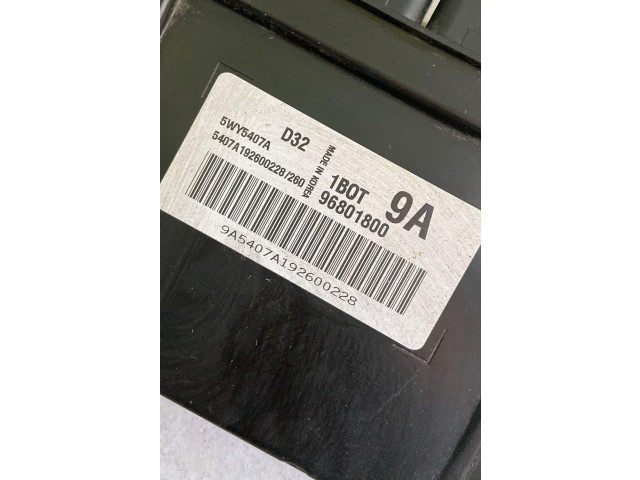 5WY5407A D32
5407A192600228/260
MADE IN KOREA
1BOT 9A
96801800
9A5407A192600228